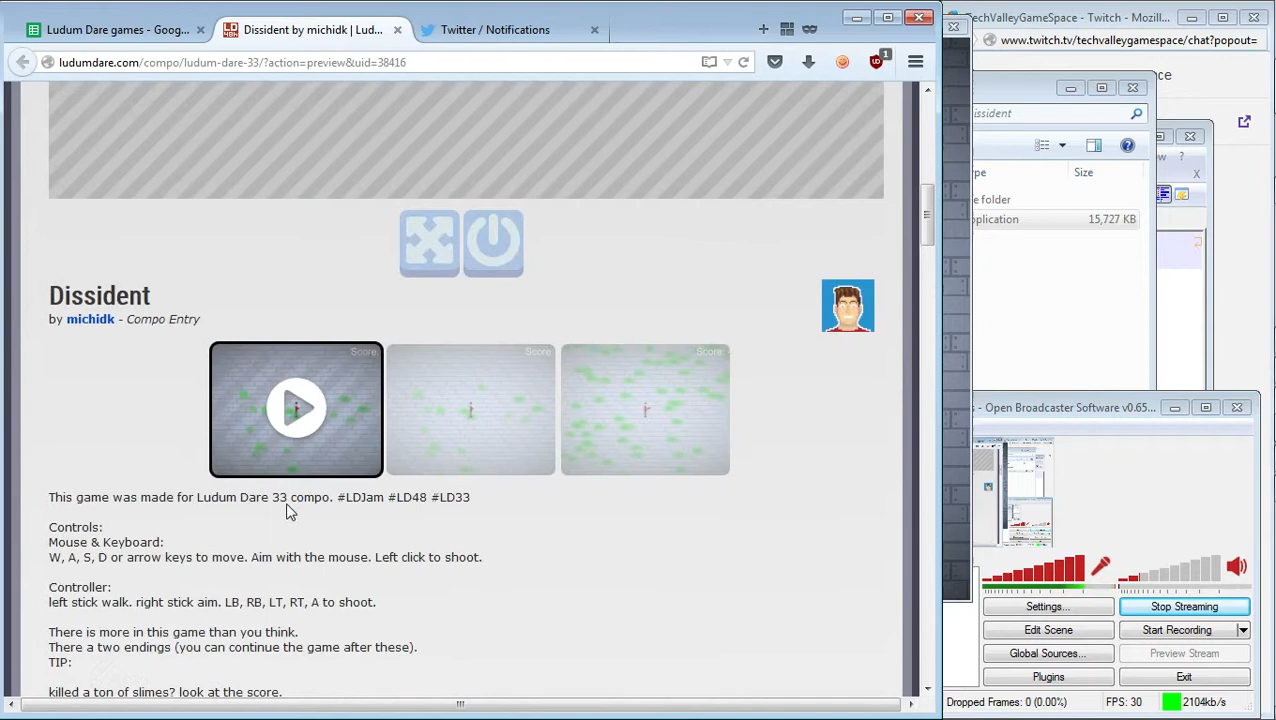 Ludum Dare games - Goog...
Dissident by michidk | Lud...
Twitter / Notifications
ludumdare.com/compo/ludum-dare-33/?action=preview&uid=38416
1
TechValleyGameSpace - Twitch - Mozill...
www.twitch.tv/techvalleygamespace/chat?popout=
Dissident
by michidk - Compo Entry
Score
Score
Score
This game was made for Ludum Dare 33 compo. #LDJam #LD48 #LD33
Controls:
Mouse & Keyboard:
W, A, S, D or arrow keys to move. Aim with the mouse. Left click to shoot.
Controller:
left stick walk. right stick aim. LB, RB, LT, RT, A to shoot.
There is more in this game than you think.
There a two endings (you can continue the game after these).
TIP:
killed a ton of slimes? look at the score.
ce
issident
ype
Size
e folder
pplication
15,727 KB
s - Open Broadcaster Software v0.65...
Settings...
Stop Streaming
Edit Scene
Start Recording
Global Sources...
Preview Stream
Plugins
Exit
Dropped Frames: 0 (0.00%)
FPS: 30
2104kb/s